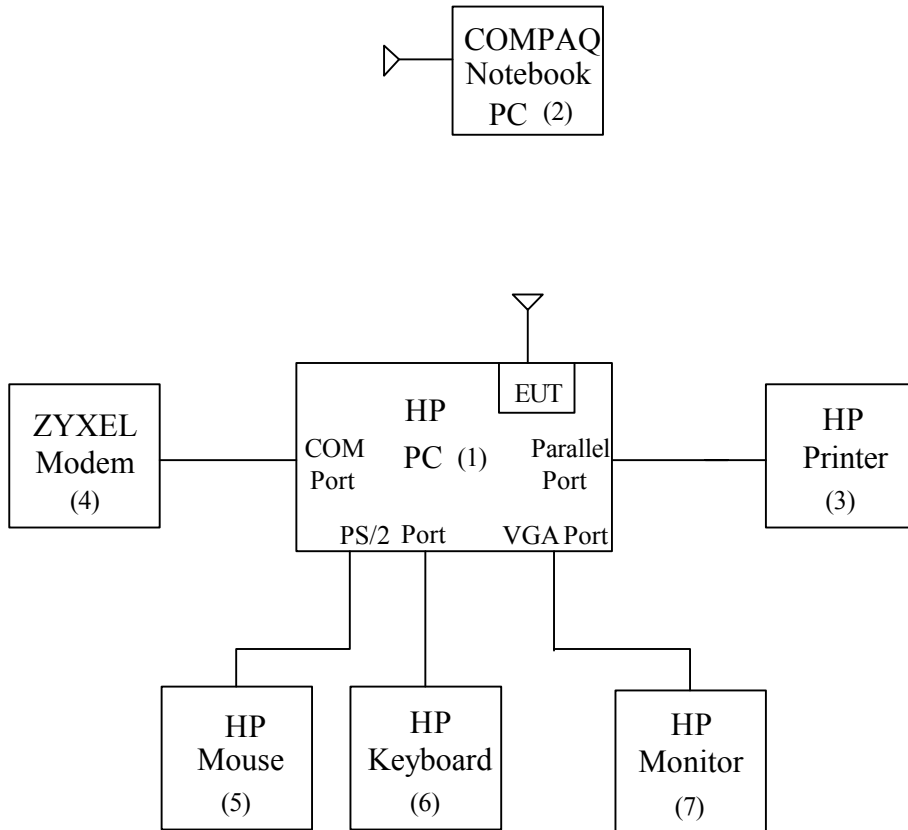 COMPAQ
Notebook
PC (2)
EUT
HP
PC (1)
COM
Port
Parallel
Port
PS/2 Port
VGA Port
ZYXEL
Modem
(4)
HP
Printer
(3)
HP
Mouse
(5)
HP
Keyboard
(6)
HP
Monitor
(7)